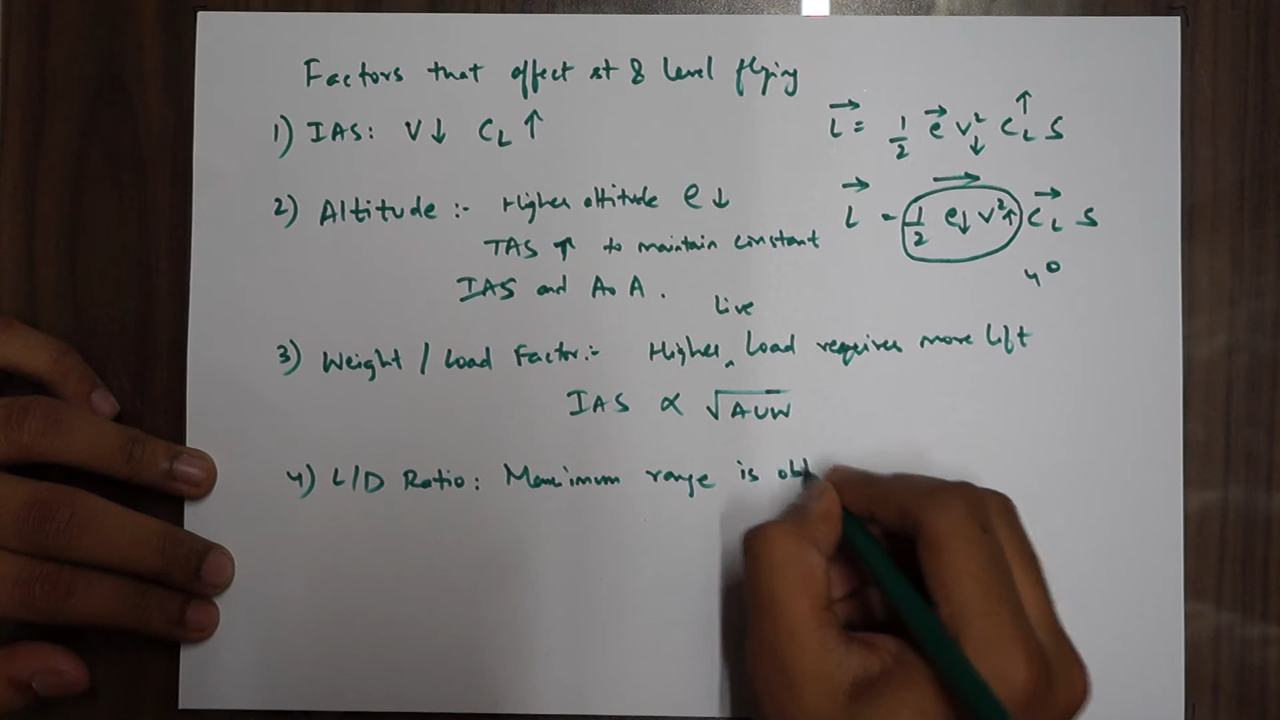 Factors that effect st & level flying
1) IAS: V↓ CL↑
L = 1/2 ρ V² CL S
2) Altitude :- Higher altitude ρ↓
L = 1/2 ρ↓ V²↑ CL S
TAS ↑ to maintain constant
4°
IAS and AoA.
Live
3) Weight / Load Factor:- Higher ‸ Load requires more lift
IAS ∝ √AUW
4) L/D Ratio: Maximum range is ob